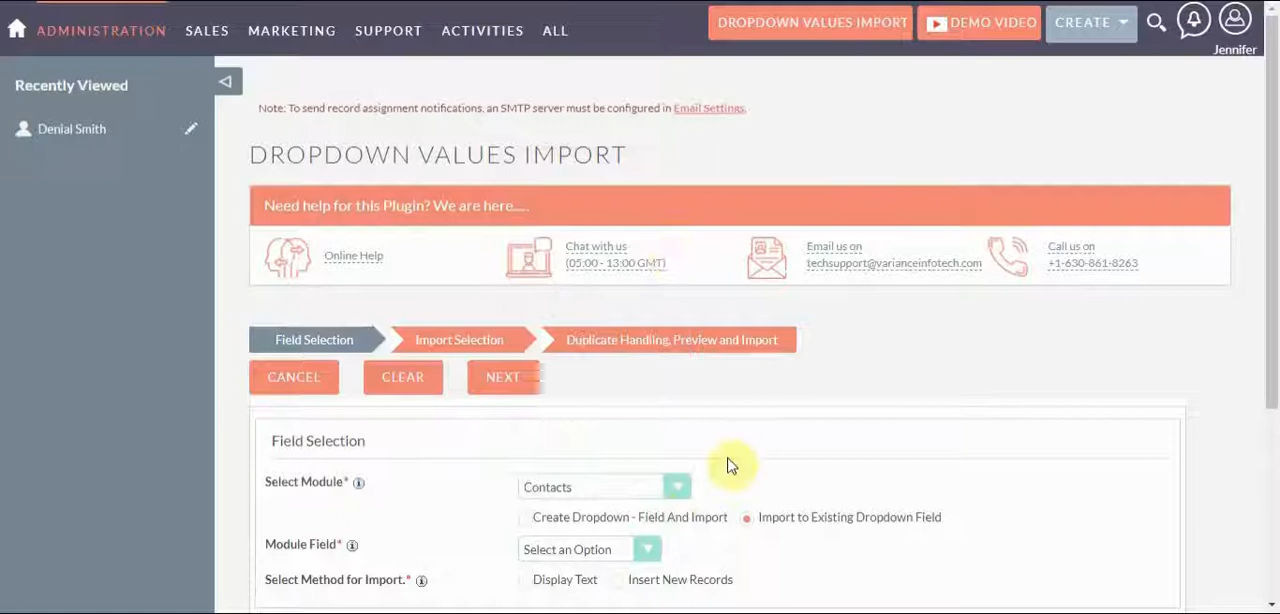 ADMINISTRATION SALES MARKETING SUPPORT ACTIVITIES ALL DROPDOWN VALUES IMPORT DEMO VIDEO CREATE
Jennifer
Recently Viewed
Denial Smith
Note: To send record assignment notifications, an SMTP server must be configured in Email Settings.
DROPDOWN VALUES IMPORT
Need help for this Plugin? We are here.....
Online Help
Chat with us
(05:00 - 13:00 GMT)
Email us on
techsupport@varianceinfotech.com
Call us on
+1-630-861-8263
Field Selection Import Selection Duplicate Handling, Preview and Import
CANCEL CLEAR NEXT
Field Selection
Select Module* Contacts
Create Dropdown - Field And Import Import to Existing Dropdown Field
Module Field* Select an Option
Select Method for Import.* Display Text Insert New Records